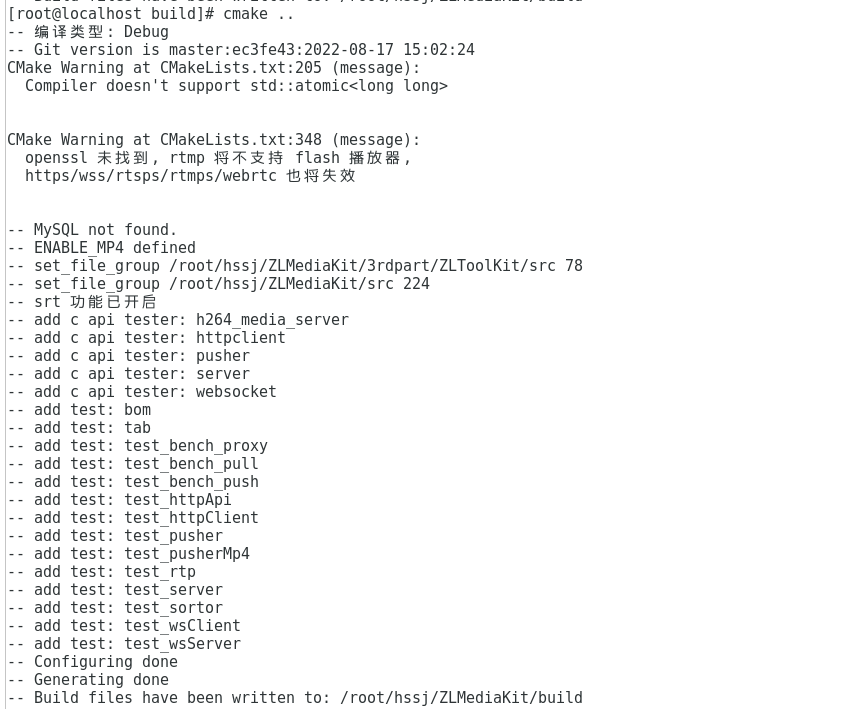 [root@localhost build]# cmake ..
-- 编译类型: Debug
-- Git version is master:ec3fe43:2022-08-17 15:02:24
CMake Warning at CMakeLists.txt:205 (message):
  Compiler doesn't support std::atomic<long long>
CMake Warning at CMakeLists.txt:348 (message):
  openssl 未找到, rtmp 将不支持 flash 播放器,
  https/wss/rtsps/rtmps/webrtc 也将失效
-- MySQL not found.
-- ENABLE_MP4 defined
-- set_file_group /root/hssj/ZLMediaKit/3rdpart/ZLToolKit/src 78
-- set_file_group /root/hssj/ZLMediaKit/src 224
-- srt 功能已开启
-- add c api tester: h264_media_server
-- add c api tester: httpclient
-- add c api tester: pusher
-- add c api tester: server
-- add c api tester: websocket
-- add test: bom
-- add test: tab
-- add test: test_bench_proxy
-- add test: test_bench_pull
-- add test: test_bench_push
-- add test: test_httpApi
-- add test: test_httpClient
-- add test: test_pusher
-- add test: test_pusherMp4
-- add test: test_rtp
-- add test: test_server
-- add test: test_sortor
-- add test: test_wsClient
-- add test: test_wsServer
-- Configuring done
-- Generating done
-- Build files have been written to: /root/hssj/ZLMediaKit/build